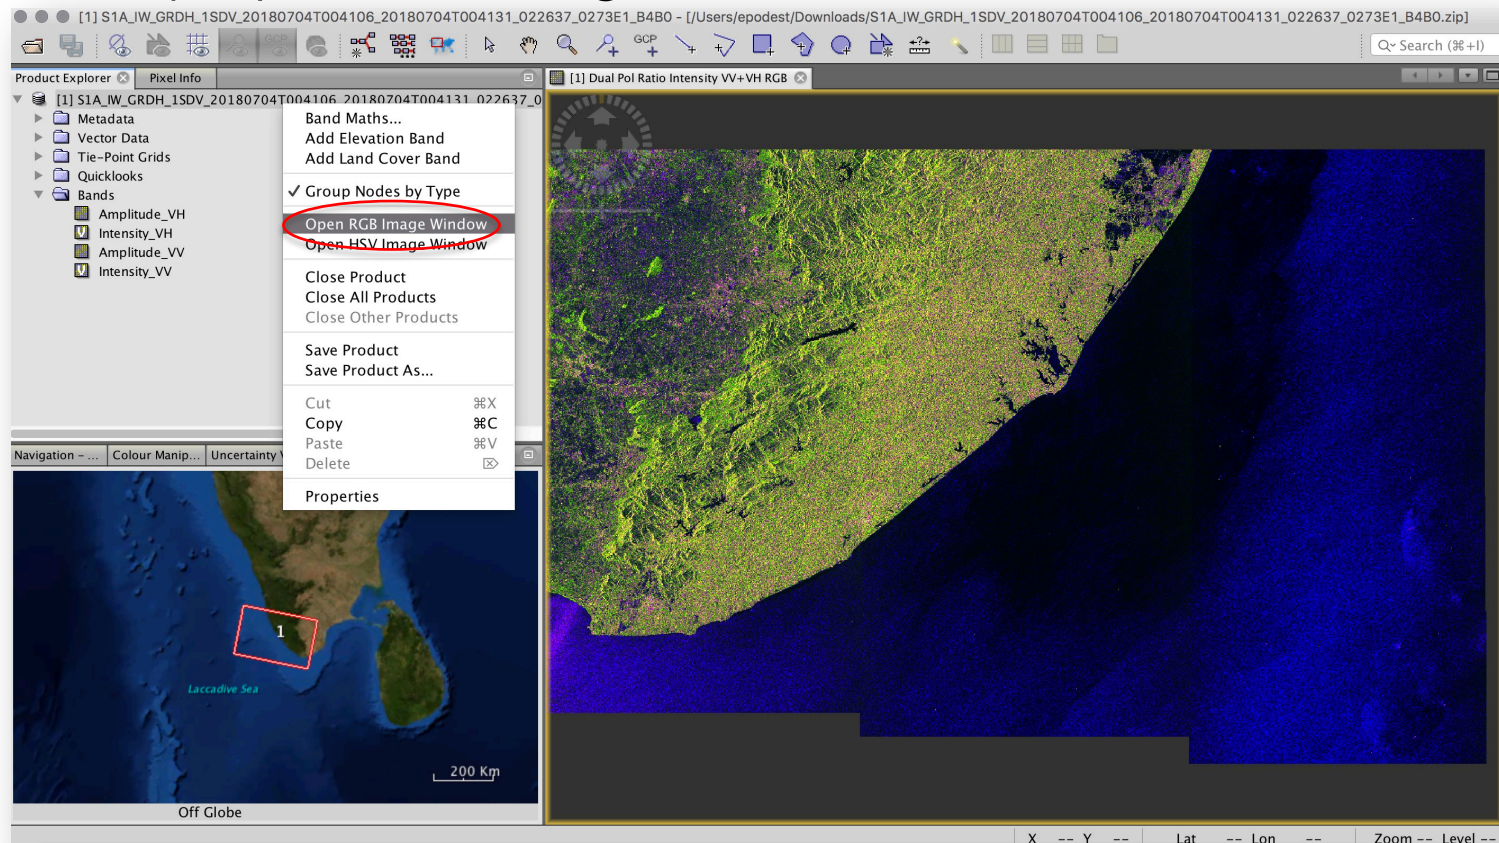 [1] S1A_IW_GRDH_1SDV_20180704T004106_20180704T004131_022637_0273E1_B4B0 - [/Users/epodest/Downloads/S1A_IW_GRDH_1SDV_20180704T004106_20180704T004131_022637_0273E1_B4B0.zip]
GCP
GCP
Search (⌘+I)
Product Explorer
Pixel Info
[1] Dual Pol Ratio Intensity VV+VH RGB
[1] S1A_IW_GRDH_1SDV_20180704T004106_20180704T004131_022637_0
Metadata
Vector Data
Tie-Point Grids
Quicklooks
Bands
Amplitude_VH
Intensity_VH
Amplitude_VV
Intensity_VV
Band Maths...
Add Elevation Band
Add Land Cover Band
✓ Group Nodes by Type
Open RGB Image Window
Open HSV Image Window
Close Product
Close All Products
Close Other Products
Save Product
Save Product As...
Cut ⌘X
Copy ⌘C
Paste ⌘V
Delete ⌦
Properties
Navigation - ...
Colour Manip...
Uncertainty
1
Laccadive Sea
200 Km
Off Globe
X -- Y -- Lat -- Lon -- Zoom -- Level --